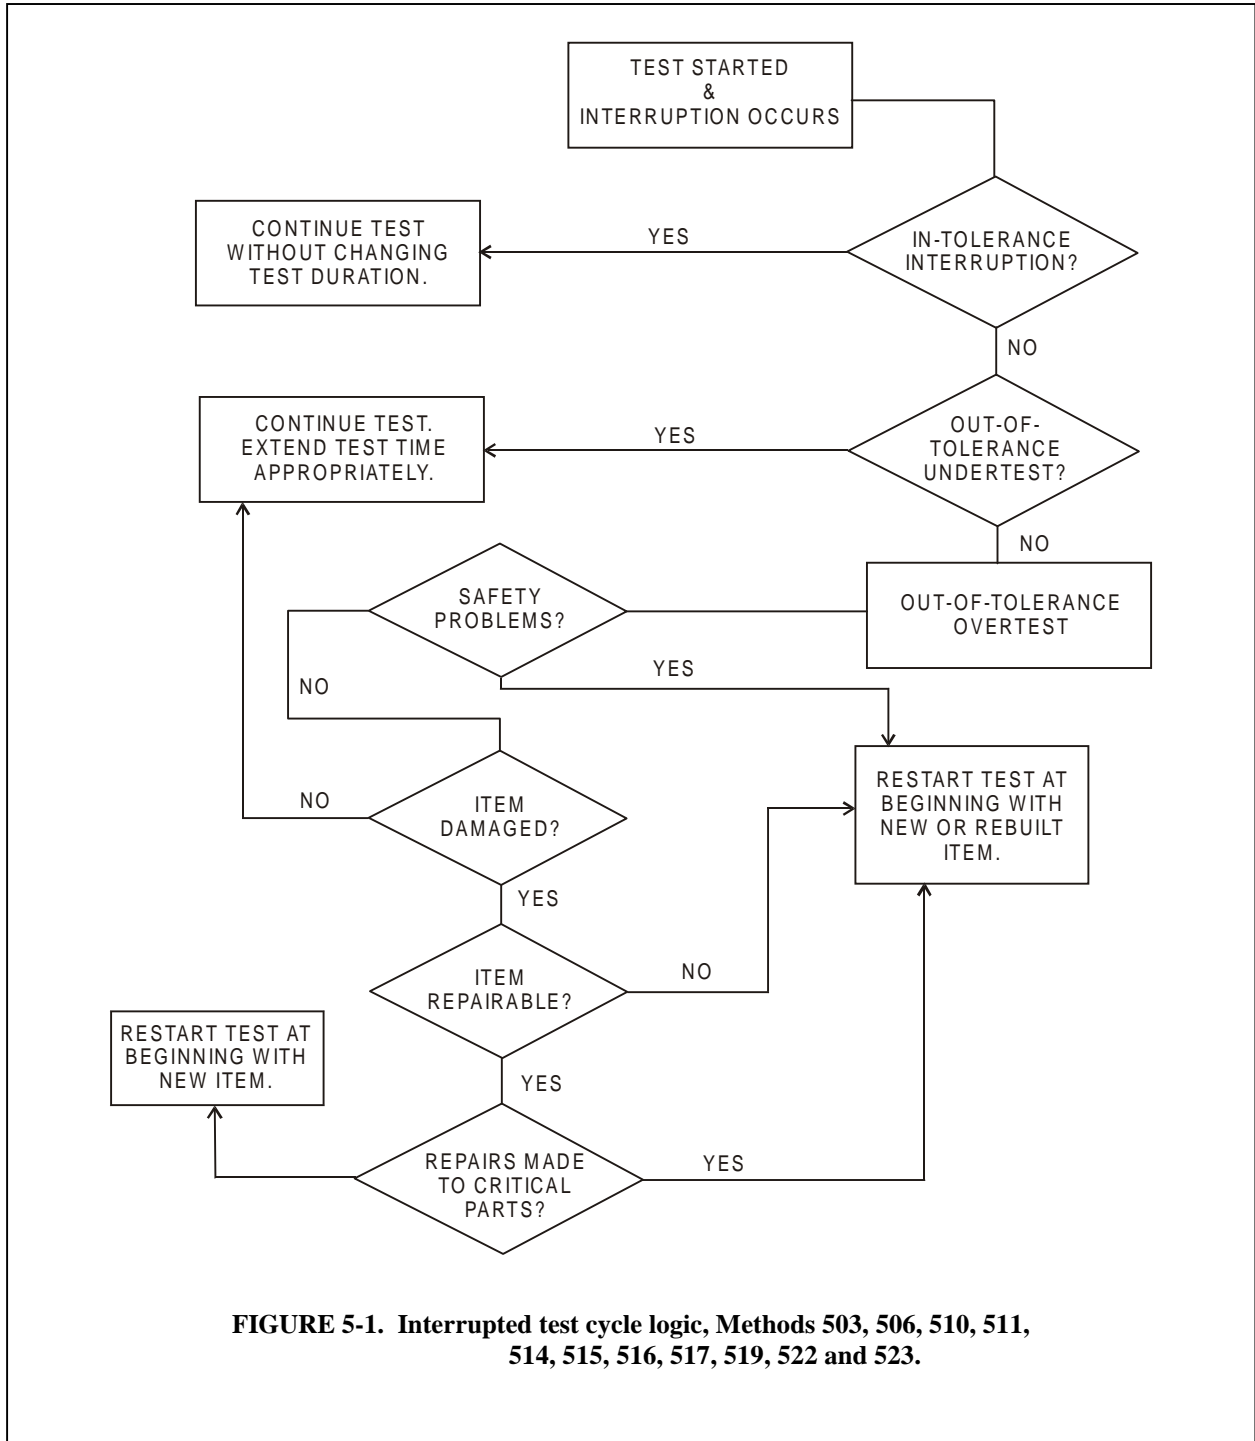 TEST STARTED
&
INTERRUPTION OCCURS
CONTINUE TEST
WITHOUT CHANGING
TEST DURATION.
YES
IN-TOLERANCE
INTERRUPTION?
NO
CONTINUE TEST.
EXTEND TEST TIME
APPROPRIATELY.
YES
OUT-OF-
TOLERANCE
UNDERTEST?
NO
SAFETY
PROBLEMS?
OUT-OF-TOLERANCE
OVERTEST
YES
NO
NO
ITEM
DAMAGED?
RESTART TEST AT
BEGINNING WITH
NEW OR REBUILT
ITEM.
YES
ITEM
REPAIRABLE?
NO
RESTART TEST AT
BEGINNING WITH
NEW ITEM.
YES
REPAIRS MADE
TO CRITICAL
PARTS?
YES
FIGURE 5-1. Interrupted test cycle logic, Methods 503, 506, 510, 511,
514, 515, 516, 517, 519, 522 and 523.